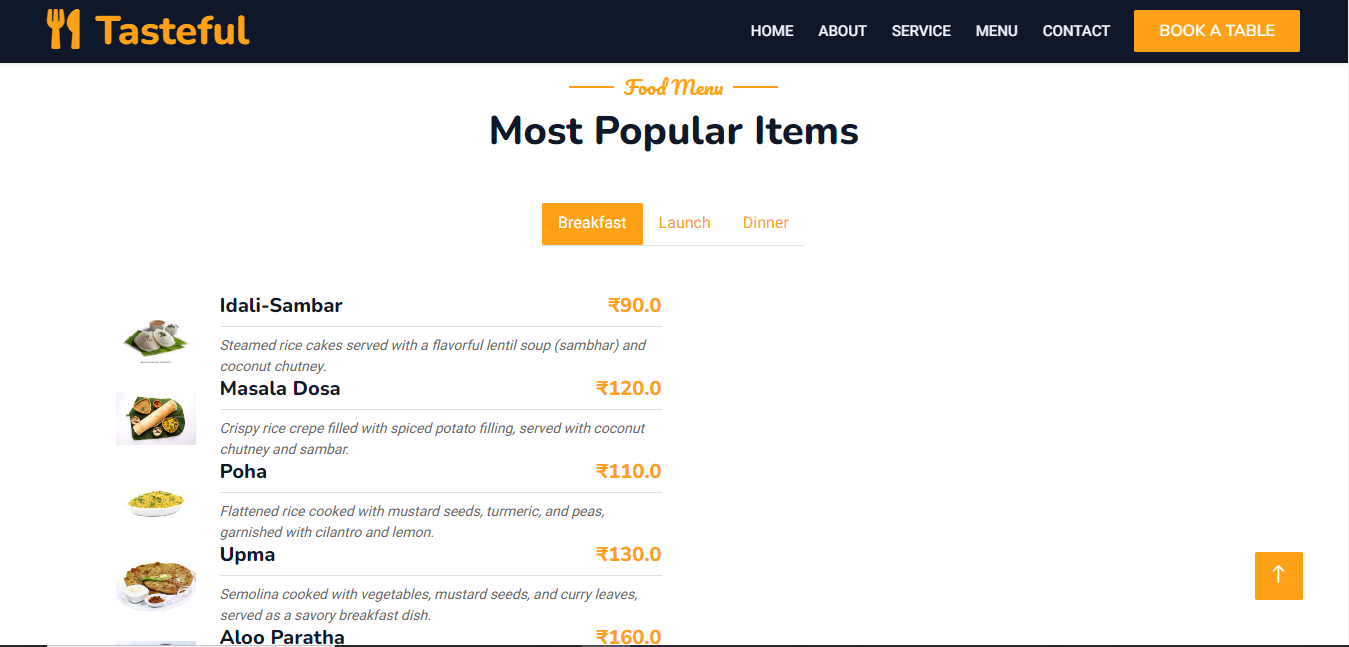 Tasteful
HOME ABOUT SERVICE MENU CONTACT BOOK A TABLE
Food Menu
Most Popular Items
Breakfast Launch Dinner
Idali-Sambar ₹90.0
Steamed rice cakes served with a flavorful lentil soup (sambhar) and
coconut chutney.
Masala Dosa ₹120.0
Crispy rice crepe filled with spiced potato filling, served with coconut
chutney and sambar.
Poha ₹110.0
Flattened rice cooked with mustard seeds, turmeric, and peas,
garnished with cilantro and lemon.
Upma ₹130.0
Semolina cooked with vegetables, mustard seeds, and curry leaves,
served as a savory breakfast dish.
Aloo Paratha ₹160.0